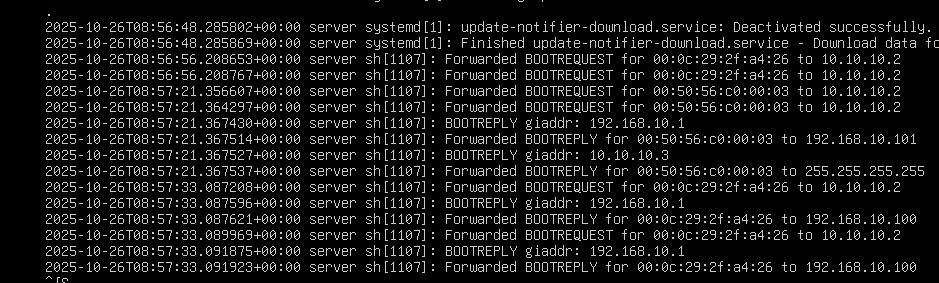 .
2025-10-26T08:56:48.285802+00:00 server systemd[1]: update-notifier-download.service: Deactivated successfully.
2025-10-26T08:56:48.285869+00:00 server systemd[1]: Finished update-notifier-download.service - Download data fo
2025-10-26T08:56:56.208653+00:00 server sh[1107]: Forwarded BOOTREQUEST for 00:0c:29:2f:a4:26 to 10.10.10.2
2025-10-26T08:56:56.208767+00:00 server sh[1107]: Forwarded BOOTREQUEST for 00:0c:29:2f:a4:26 to 10.10.10.2
2025-10-26T08:57:21.356607+00:00 server sh[1107]: Forwarded BOOTREQUEST for 00:50:56:c0:00:03 to 10.10.10.2
2025-10-26T08:57:21.364297+00:00 server sh[1107]: Forwarded BOOTREQUEST for 00:50:56:c0:00:03 to 10.10.10.2
2025-10-26T08:57:21.367430+00:00 server sh[1107]: BOOTREPLY giaddr: 192.168.10.1
2025-10-26T08:57:21.367514+00:00 server sh[1107]: Forwarded BOOTREPLY for 00:50:56:c0:00:03 to 192.168.10.101
2025-10-26T08:57:21.367527+00:00 server sh[1107]: BOOTREPLY giaddr: 10.10.10.3
2025-10-26T08:57:21.367537+00:00 server sh[1107]: Forwarded BOOTREPLY for 00:50:56:c0:00:03 to 255.255.255.255
2025-10-26T08:57:33.087208+00:00 server sh[1107]: Forwarded BOOTREQUEST for 00:0c:29:2f:a4:26 to 10.10.10.2
2025-10-26T08:57:33.087596+00:00 server sh[1107]: BOOTREPLY giaddr: 192.168.10.1
2025-10-26T08:57:33.087621+00:00 server sh[1107]: Forwarded BOOTREPLY for 00:0c:29:2f:a4:26 to 192.168.10.100
2025-10-26T08:57:33.089969+00:00 server sh[1107]: Forwarded BOOTREQUEST for 00:0c:29:2f:a4:26 to 10.10.10.2
2025-10-26T08:57:33.091875+00:00 server sh[1107]: BOOTREPLY giaddr: 192.168.10.1
2025-10-26T08:57:33.091923+00:00 server sh[1107]: Forwarded BOOTREPLY for 00:0c:29:2f:a4:26 to 192.168.10.100